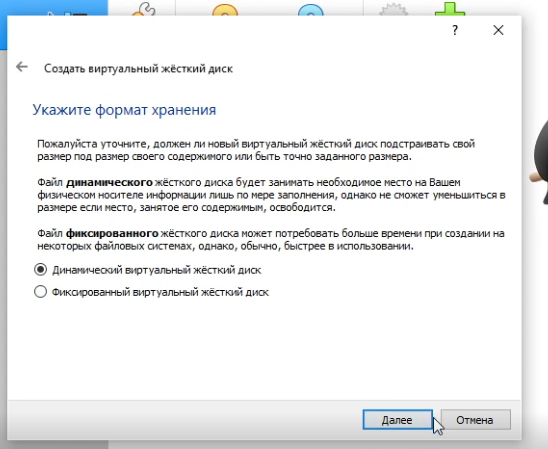 ?
Создать виртуальный жёсткий диск
Укажите формат хранения
Пожалуйста уточните, должен ли новый виртуальный жёсткий диск подстраивать свой
размер под размер своего содержимого или быть точно заданного размера.
Файл динамического жёсткого диска будет занимать необходимое место на Вашем
физическом носителе информации лишь по мере заполнения, однако не сможет уменьшиться в
размере если место, занятое его содержимым, освободится.
Файл фиксированного жёсткого диска может потребовать больше времени при создании на
некоторых файловых системах, однако, обычно, быстрее в использовании.
Динамический виртуальный жёсткий диск
Фиксированный виртуальный жёсткий диск
Далее Отмена